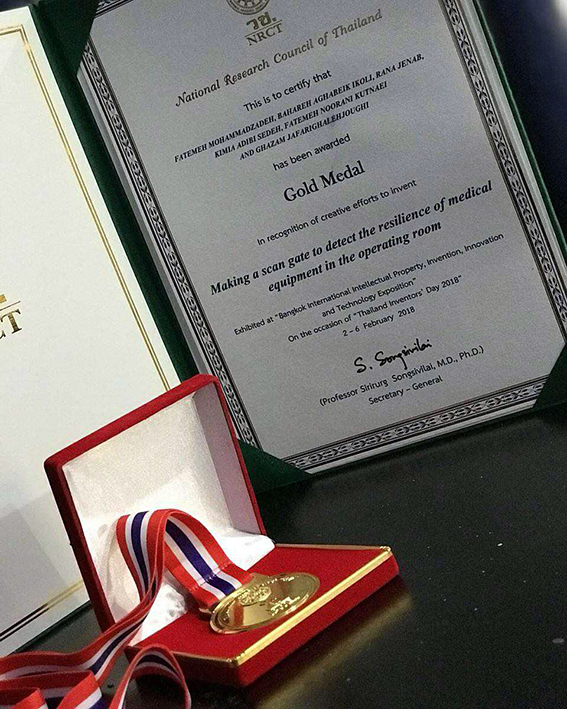 วช.
NRCT
National Research Council of Thailand
This is to certify that
FATEMEH MOHAMMADZADEH, BAHAREH AGHABEIK IKOLI, RANA JENAB,
KIMIA ADIBI SEDEH, FATEMEH NOORANI KUTNAEI
AND GHAZAM JAFARIGHALEHJOUGHI
has been awarded
Gold Medal
In recognition of creative efforts to invent
Making a scan gate to detect the resilience of medical
equipment in the operating room
Exhibited at "Bangkok International Intellectual Property, Invention, Innovation
and Technology Exposition"
On the occasion of "Thailand Inventors' Day 2018"
2 – 6 February 2018
S. Songsivilai
(Professor Sirirurg Songsivilai, M.D., Ph.D.)
Secretary – General